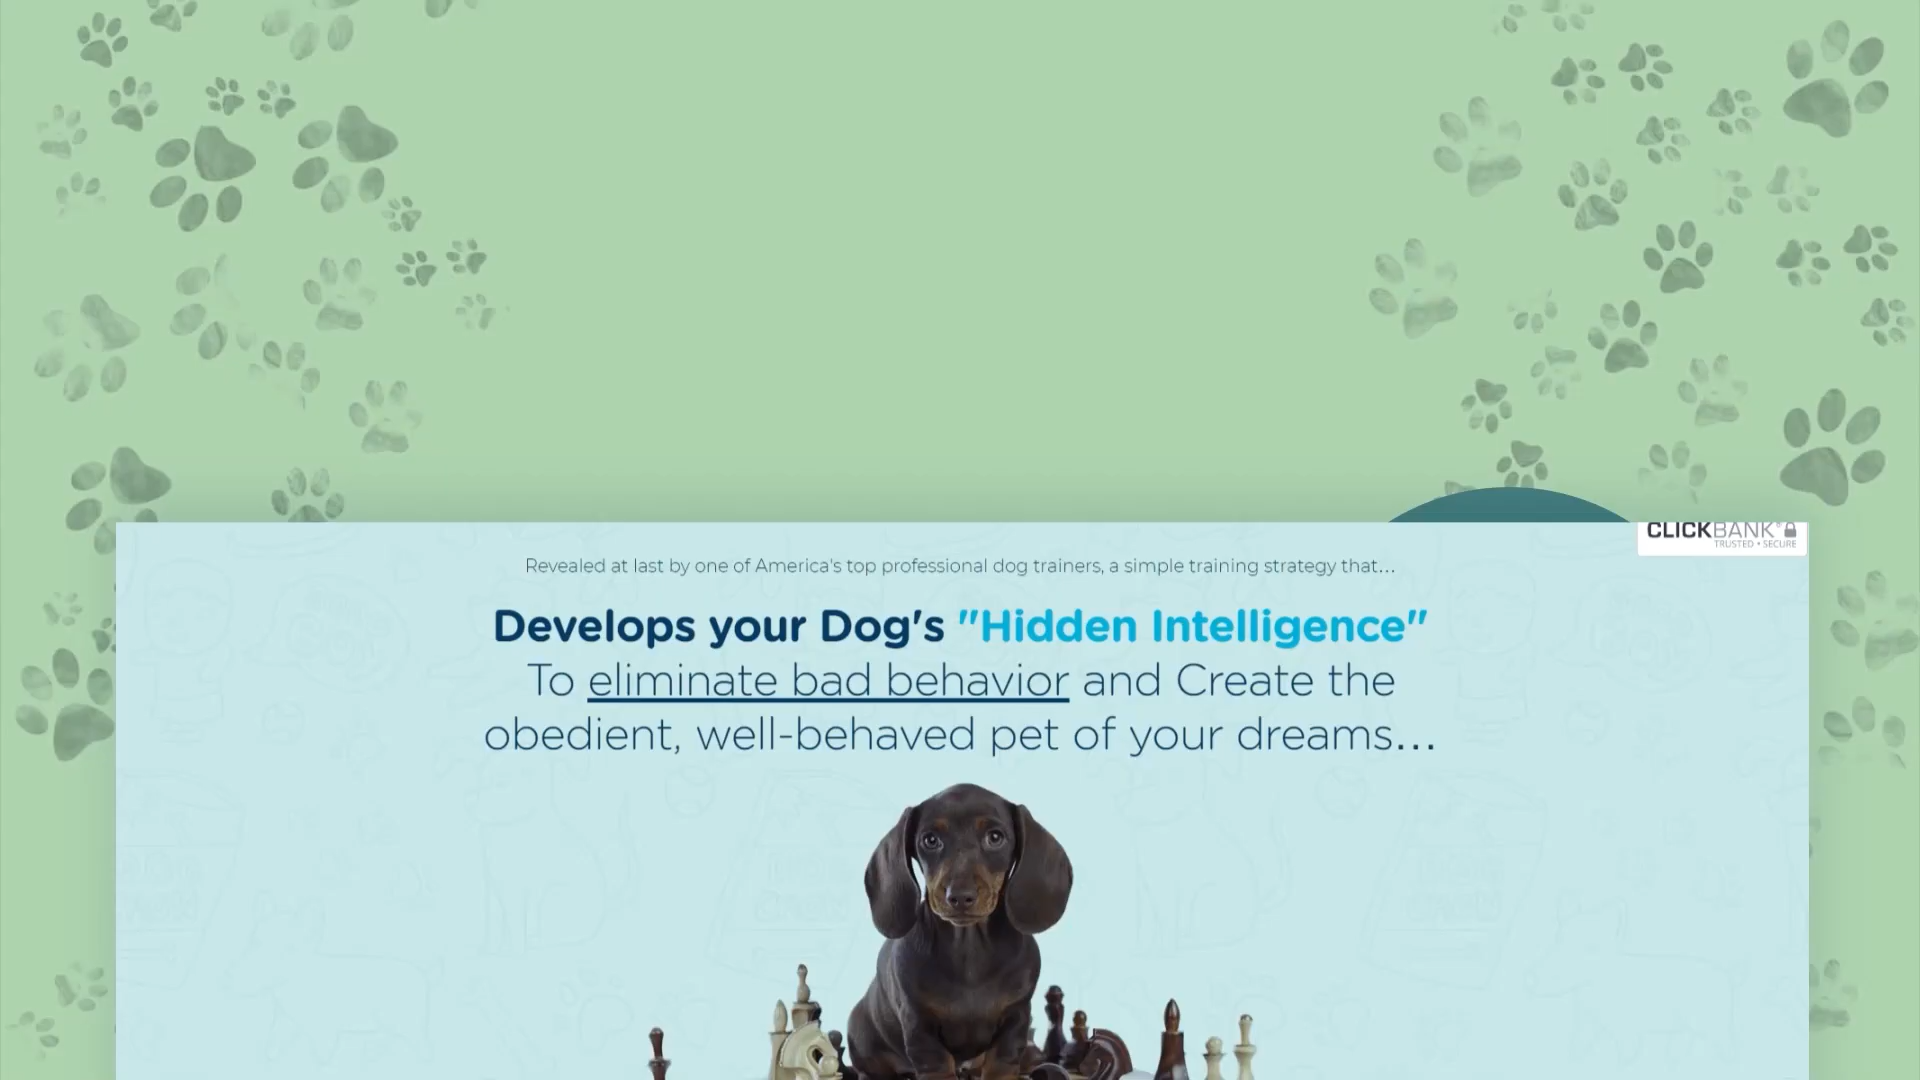 CLICKBANK®
TRUSTED • SECURE
Revealed at last by one of America's top professional dog trainers, a simple training strategy that...
Develops your Dog's "Hidden Intelligence"
To eliminate bad behavior and Create the
obedient, well-behaved pet of your dreams...